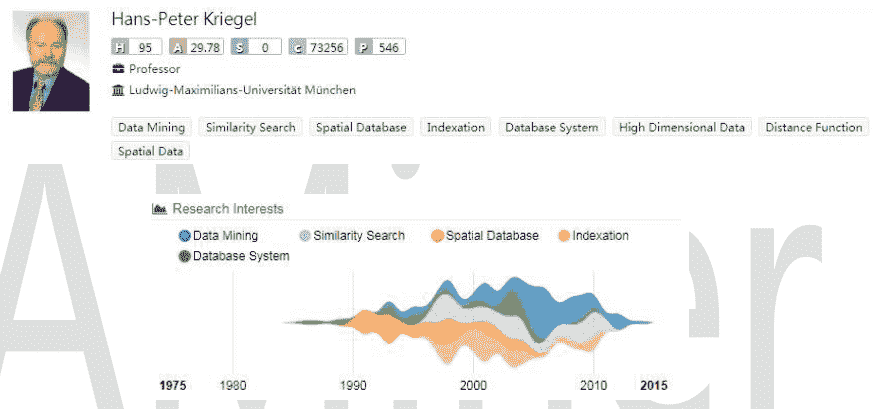 Hans-Peter Kriegel
H 95 A 29.78 S 0 C 73256 P 546
Professor
Ludwig-Maximilians-Universität München
Data Mining Similarity Search Spatial Database Indexation Database System High Dimensional Data Distance Function
Spatial Data
Research Interests
Data Mining Similarity Search Spatial Database Indexation
Database System
1975 1980 1990 2000 2010 2015
AMiner